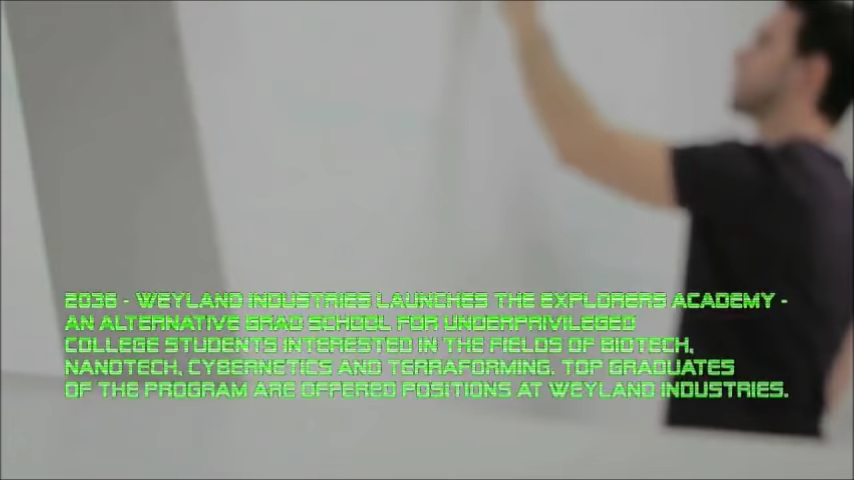 2036 - WEYLAND INDUSTRIES LAUNCHES THE EXPLORERS ACADEMY -
AN ALTERNATIVE GRAD SCHOOL FOR UNDERPRIVILEGED
COLLEGE STUDENTS INTERESTED IN THE FIELDS OF BIOTECH,
NANOTECH, CYBERNETICS AND TERRAFORMING. TOP GRADUATES
OF THE PROGRAM ARE OFFERED POSITIONS AT WEYLAND INDUSTRIES.